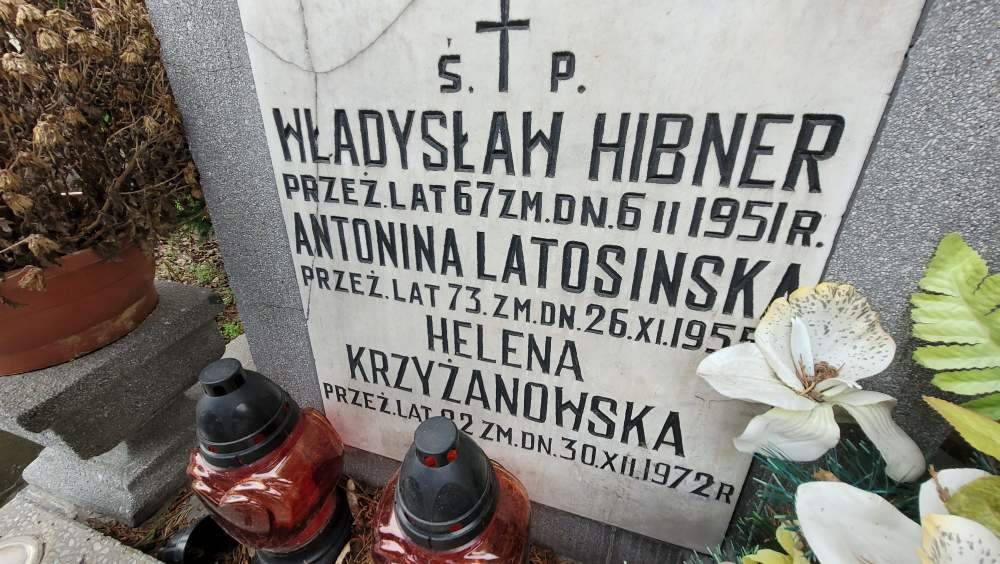 Ś. P.
WŁADYSŁAW HIBNER
PRZEŻ. LAT 67 ZM. DN. 6 II 1951 R.
ANTONINA LATOSINSKA
PRZEŻ. LAT 73. ZM. DN. 26. XI.
HELENA
KRZYŻANOWSKA
PRZEŻ. LAT ZM. DN. 30. XII. 1972 R